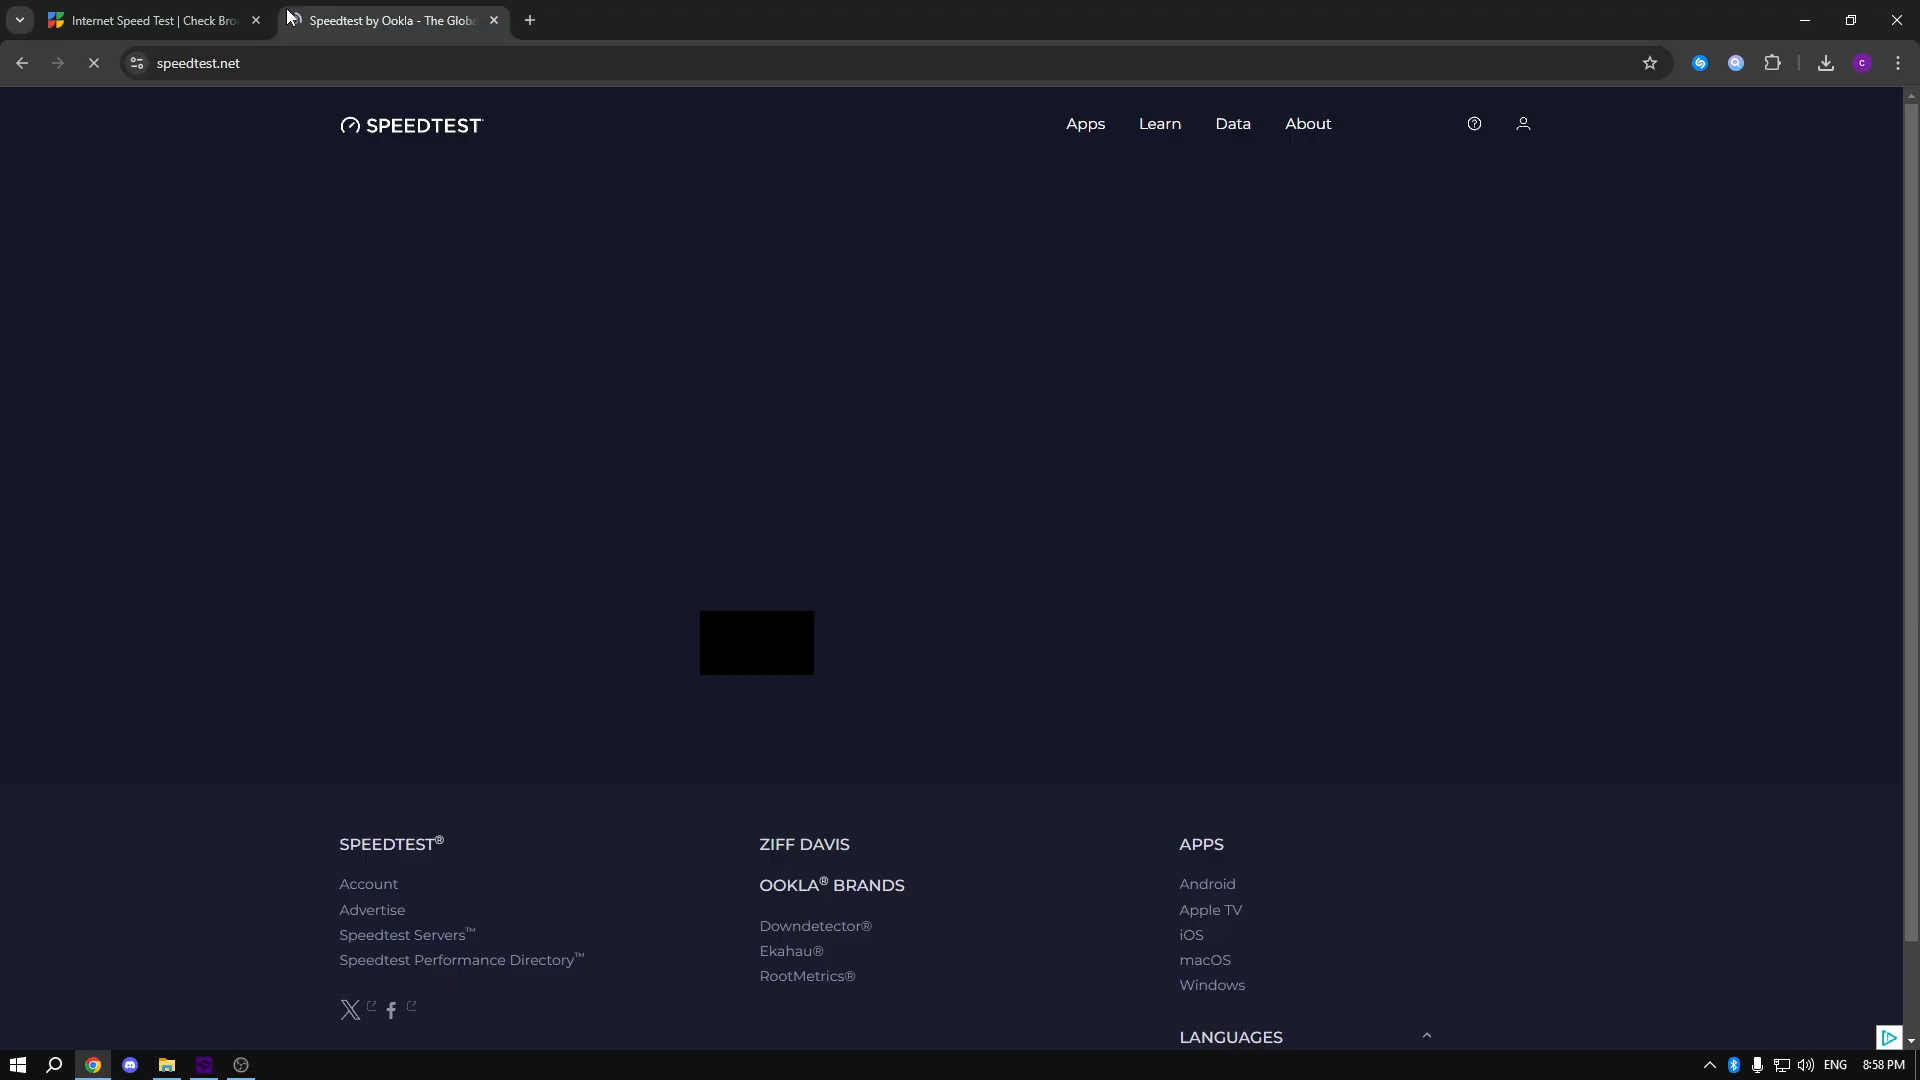 Internet Speed Test | Check Bro
Speedtest by Ookla - The Globa
speedtest.net
C
SPEEDTEST
Apps Learn Data About
SPEEDTEST®
Account
Advertise
Speedtest Servers™
Speedtest Performance Directory™
ZIFF DAVIS
OOKLA® BRANDS
Downdetector®
Ekahau®
RootMetrics®
APPS
Android
Apple TV
iOS
macOS
Windows
LANGUAGES
ENG
8:58 PM